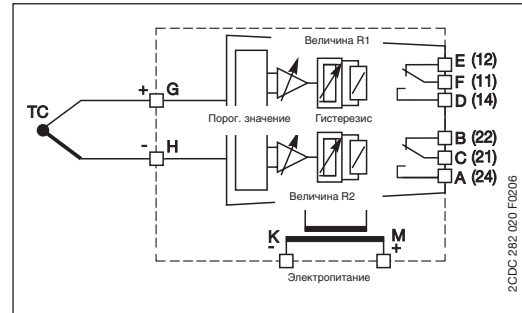 Величина R1
E (12)
+ G
F (11)
TC
Порог. значение
Гистерезис
D (14)
- H
B (22)
C (21)
Величина R2
A (24)
K M
- +
Электропитание
2CDC 282 020 F0206